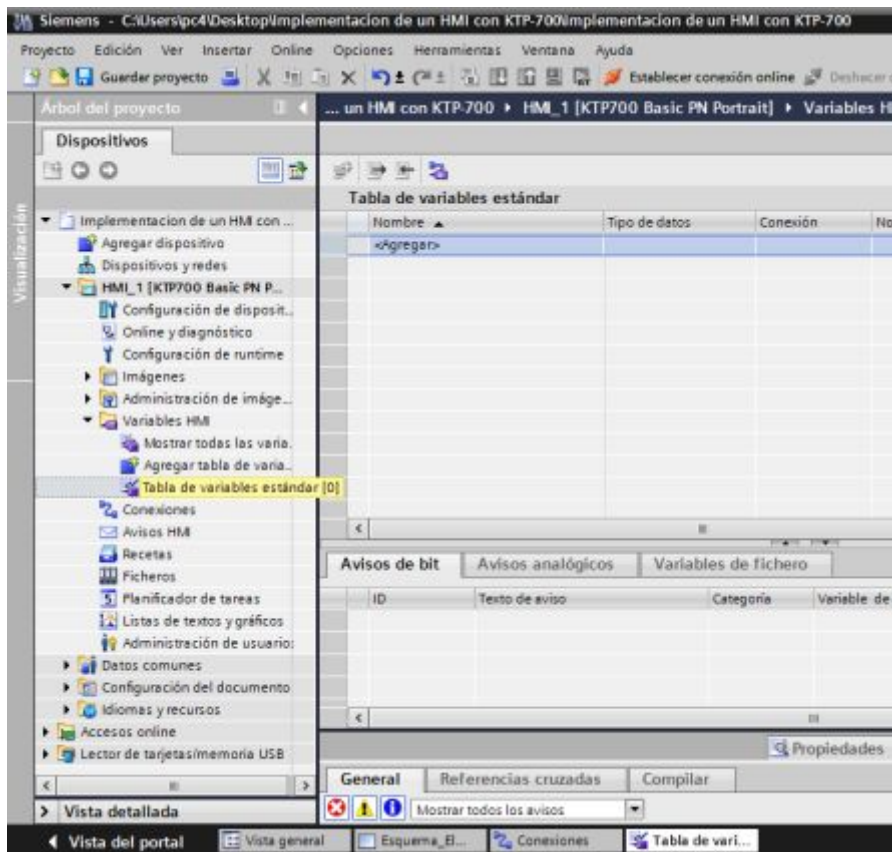 Siemens - C:\Users\pc4\Desktop\Implementacion de un HMI con KTP-700\Implementacion de un HMI con KTP-700
Proyecto Edición Ver Insertar Online Opciones Herramientas Ventana Ayuda
Guardar proyecto Establecer conexión online Deshacer
Árbol del proyecto
... un HMI con KTP-700 HMI_1 [KTP700 Basic PN Portrait] Variables H
Dispositivos
Visualización
Tabla de variables estándar
Nombre Tipo de datos Conexión No
<Agregar>
Implementacion de un HMI con ...
Agregar dispositivo
Dispositivos y redes
HMI_1 [KTP700 Basic PN P...
Configuración de disposit...
Online y diagnóstico
Configuración de runtime
Imágenes
Administración de imáge...
Variables HMI
Mostrar todas las varia.
Agregar tabla de varia..
Tabla de variables estándar [0]
Conexiones
Avisos HMI
Recetas
Ficheros
Planificador de tareas
Listas de textos y gráficos
Administración de usuario:
Datos comunes
Configuración del documento
Idiomas y recursos
Accesos online
Lector de tarjetas/memoria USB
Avisos de bit Avisos analógicos Variables de fichero
ID Texto de aviso Categoría Variable de
Propiedades
General Referencias cruzadas Compilar
Mostrar todos los avisos
Vista detallada
Vista del portal Vista general Esquema_El... Conexiones Tabla de vari...